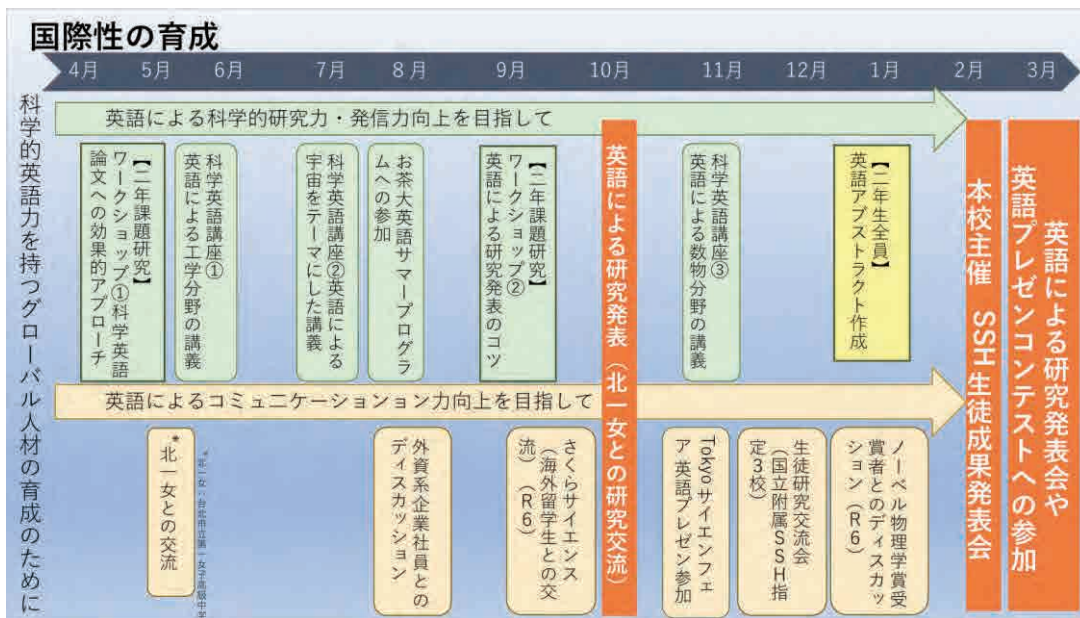 国際性の育成
4月
5月
6月
7月
8月
9月
10月
11月
12月
1月
2月
3月
科学的英語力を持つグローバル人材の育成のために
英語による科学的研究力・発信力向上を目指して
【二年課題研究】
ワークショップ①科学英語
論文への効果的アプローチ
科学英語講座①
英語による工学分野の講義
科学英語講座②英語による
宇宙をテーマにした講義
お茶大英語サマープログラ
ムへの参加
【二年課題研究】
ワークショップ②
英語による研究発表のコツ
英語による研究発表（北一女との研究交流）
科学英語講座③
英語による数物分野の講義
【二年生全員】
英語アブストラクト作成
本校主催　SSH生徒成果発表会
英語による研究発表会や
英語プレゼンコンテストへの参加
英語によるコミュニケーションョン力向上を目指して
*北一女との交流
*北一女：台北市立第一女子高級中学
外資系企業社員との
ディスカッション
さくらサイエンス
（海外留学生との交
流）（R6）
Tokyoサイエンフェ
ア 英語プレゼン参加
生徒研究交流会
（国立附属SSH指
定3校）
ノーベル物理学賞受
賞者とのディスカッ
ション（R6）